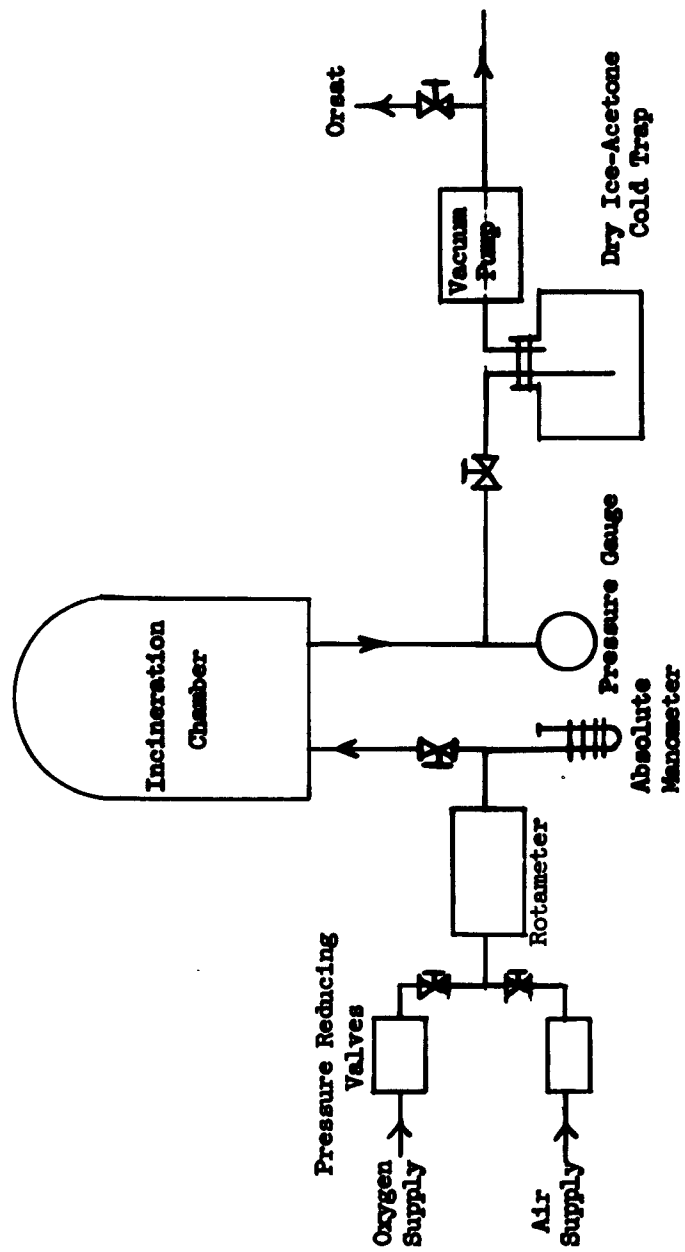 Oxygen
Supply
Air
Supply
Pressure Reducing
Valves
Rotameter
Absolute
Manometer
Pressure Gauge
Incineration
Chamber
Vacuum
Pump
Dry Ice-Acetone
Cold Trap
Orsat